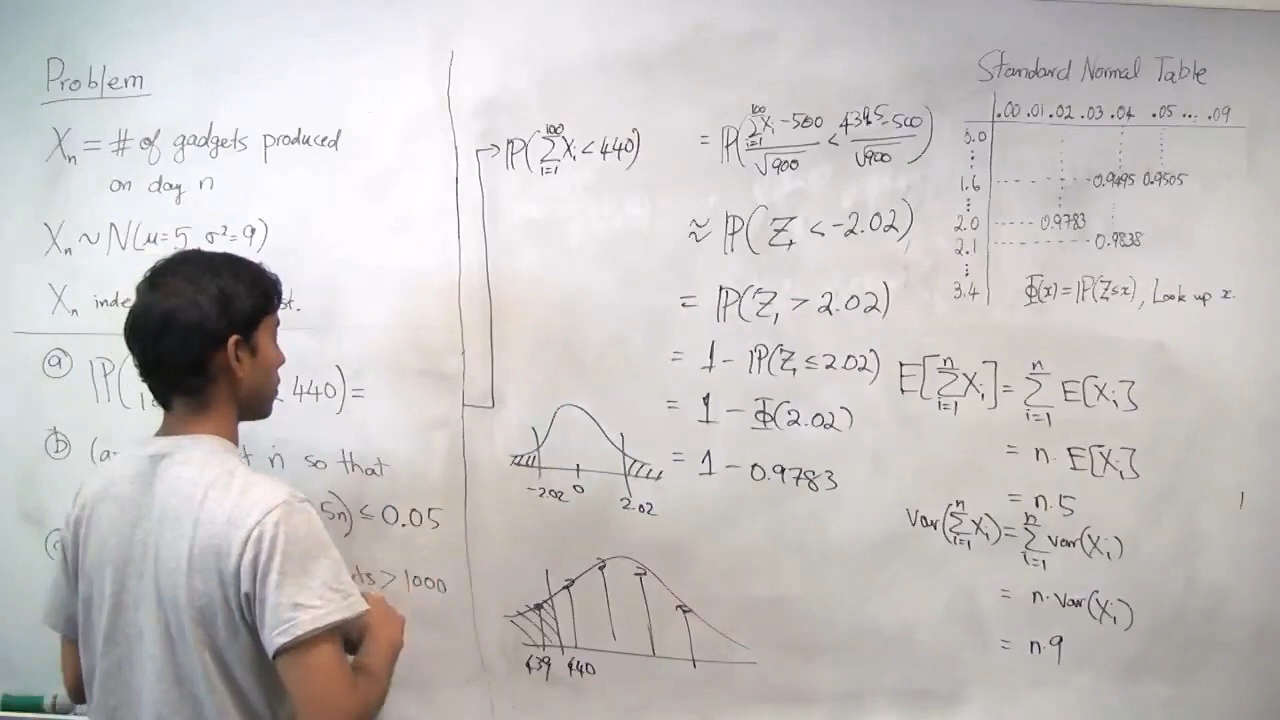 Problem
Xₙ = # of gadgets produced
on day n
Xₙ ~ N(μ=5 σ²=9)
Xₙ
(a) ℙ( 440) =
(b) n so that
5n) ≤ 0.05
> 1000
ℙ(∑_{i=1}^{100} Xᵢ < 440)
= ℙ((∑_{i=1}^{100} Xᵢ - 500)/√900 < (439.5 - 500)/√900)
≈ ℙ(Z < -2.02)
= ℙ(Z > 2.02)
= 1 - ℙ(Z ≤ 2.02)
= 1 - Φ(2.02)
= 1 - 0.9783
-2.02 0 2.02
439 440
Standard Normal Table
.00 .01 .02 .03 .04 .05 ... .09
3.0
1.6 0.9495 0.9505
2.0 0.9783
2.1 0.9838
3.4
Φ(x) = ℙ(Z≤x), Look up x.
E[∑_{i=1}^{n} Xᵢ] = ∑_{i=1}^{n} E[Xᵢ]
= n. E[Xᵢ]
= n.5
Var(∑_{i=1}^{n} Xᵢ) = ∑_{i=1}^{n} var(Xᵢ)
= n.var(Xᵢ)
= n.9